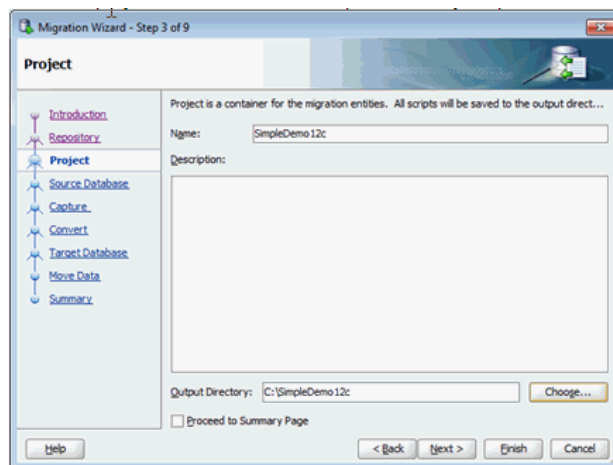 Migration Wizard - Step 3 of 9
Project
Project is a container for the migration entities. All scripts will be saved to the output direct...
Introduction
Repository
Project
Source Database
Capture
Convert
Target Database
Move Data
Summary
Name: SimpleDemo12c
Description:
Output Directory: C:\SimpleDemo12c Choose...
Proceed to Summary Page
Help < Back Next > Finish Cancel